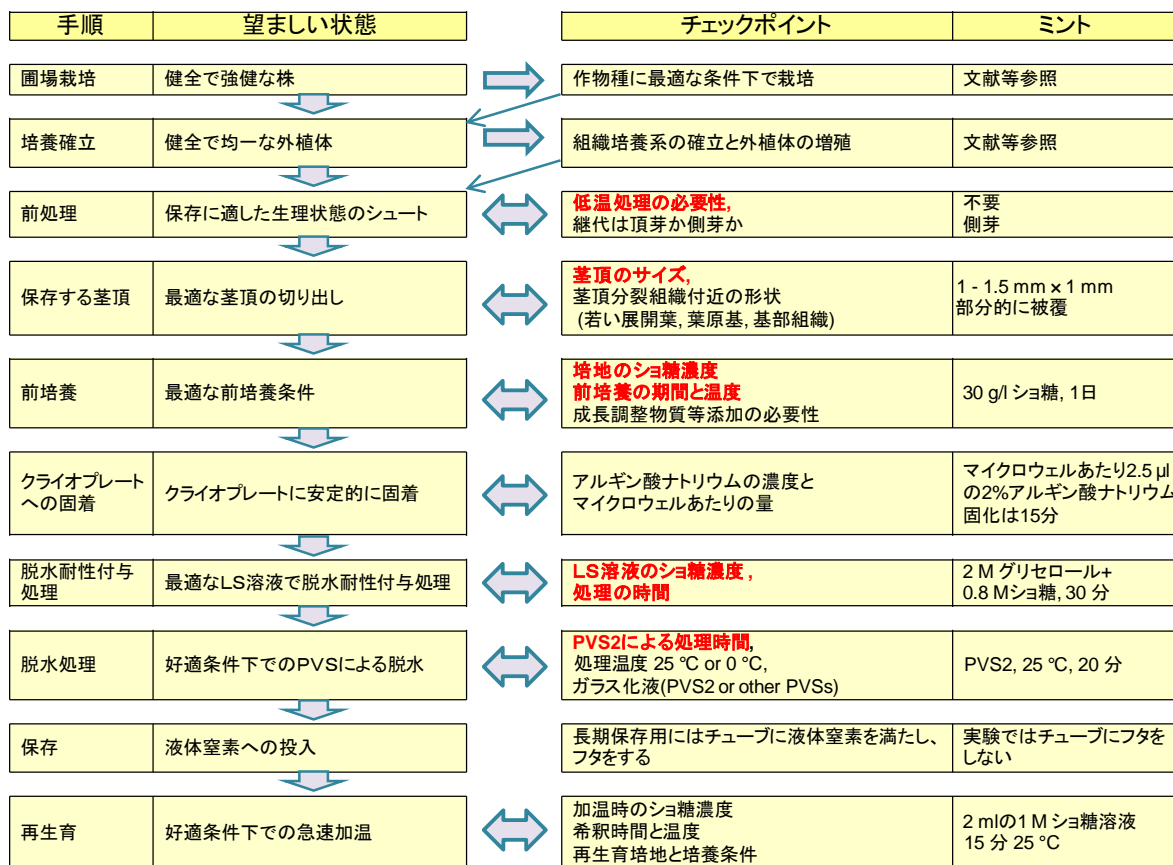 手順 望ましい状態 チェックポイント ミント
圃場栽培 健全で強健な株 作物種に最適な条件下で栽培 文献等参照
培養確立 健全で均一な外植体 組織培養系の確立と外植体の増殖 文献等参照
前処理 保存に適した生理状態のシュート
低温処理の必要性,
継代は頂芽か側芽か
不要
側芽
保存する茎頂 最適な茎頂の切り出し
茎頂のサイズ,
茎頂分裂組織付近の形状
(若い展開葉, 葉原基, 基部組織)
1 - 1.5 mm × 1 mm
部分的に被覆
前培養 最適な前培養条件
培地のショ糖濃度
前培養の期間と温度
成長調整物質等添加の必要性
30 g/l ショ糖, 1日
クライオプレート
への固着
クライオプレートに安定的に固着
アルギン酸ナトリウムの濃度と
マイクロウェルあたりの量
マイクロウェルあたり2.5 µl
の2%アルギン酸ナトリウム
固化は15分
脱水耐性付与
処理
最適なLS溶液で脱水耐性付与処理
LS溶液のショ糖濃度,
処理の時間
2 M グリセロール+
0.8 Mショ糖, 30 分
脱水処理 好適条件下でのPVSによる脱水
PVS2による処理時間,
処理温度 25 ℃ or 0 ℃,
ガラス化液(PVS2 or other PVSs)
PVS2, 25 ℃, 20 分
保存 液体窒素への投入
長期保存用にはチューブに液体窒素を満たし、
フタをする
実験ではチューブにフタを
しない
再生育 好適条件下での急速加温
加温時のショ糖濃度
希釈時間と温度
再生育培地と培養条件
2 mlの1 M ショ糖溶液
15 分 25 ℃